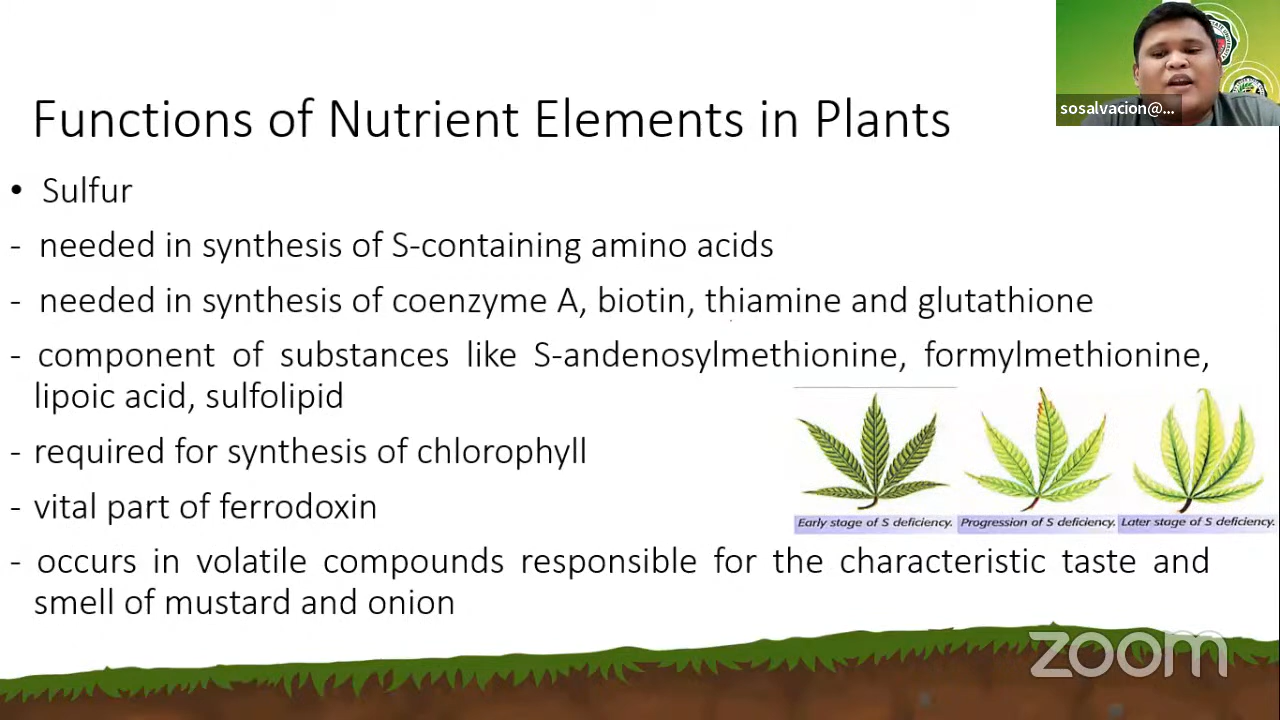 sosalvacion@...
Functions of Nutrient Elements in Plants
• Sulfur
- needed in synthesis of S-containing amino acids
- needed in synthesis of coenzyme A, biotin, thiamine and glutathione
- component of substances like S-andenosylmethionine, formylmethionine,
lipoic acid, sulfolipid
- required for synthesis of chlorophyll
- vital part of ferrodoxin
Early stage of S deficiency. Progression of S deficiency. Later stage of S deficiency.
- occurs in volatile compounds responsible for the characteristic taste and
smell of mustard and onion
zoom